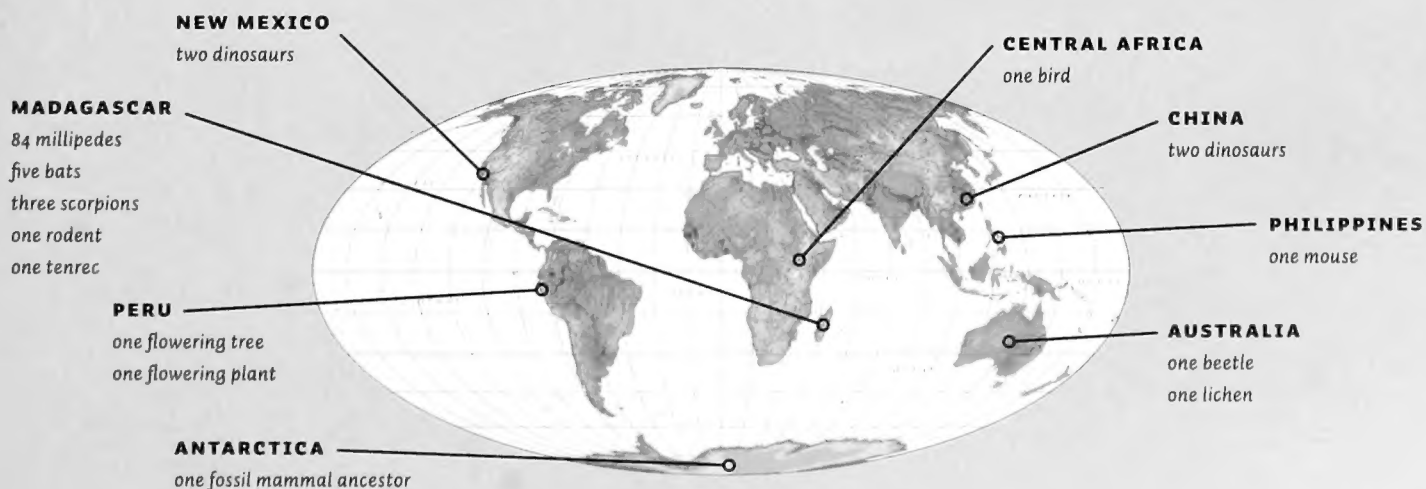 NEW MEXICO
two dinosaurs
MADAGASCAR
84 millipedes
five bats
three scorpions
one rodent
one tenrec
PERU
one flowering tree
one flowering plant
ANTARCTICA
one fossil mammal ancestor
CENTRAL AFRICA
one bird
CHINA
two dinosaurs
PHILIPPINES
one mouse
AUSTRALIA
one beetle
one lichen